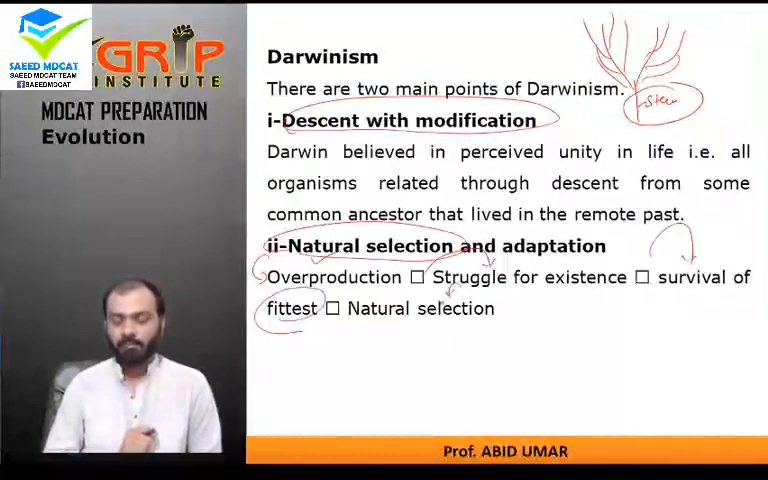 SAEED MDCAT
SAEED MDCAT TEAM
SAEEDMDCAT
GRIP
INSTITUTE
MDCAT PREPARATION
Evolution
Darwinism
There are two main points of Darwinism.
i-Descent with modification
Darwin believed in perceived unity in life i.e. all
organisms related through descent from some
common ancestor that lived in the remote past.
ii-Natural selection and adaptation
Overproduction □ Struggle for existence □ survival of
fittest □ Natural selection
Prof. ABID UMAR